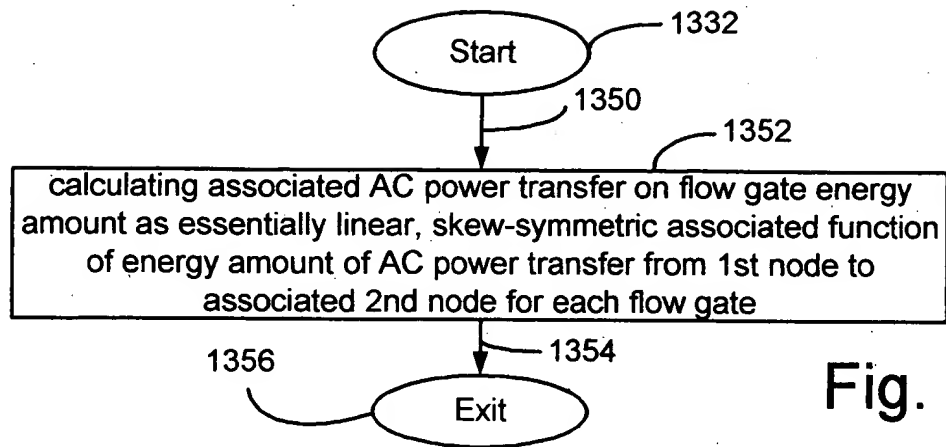 Start
1332
1350
1352
calculating associated AC power transfer on flow gate energy
amount as essentially linear, skew-symmetric associated function
of energy amount of AC power transfer from 1st node to
associated 2nd node for each flow gate
1354
1356
Exit
Fig.